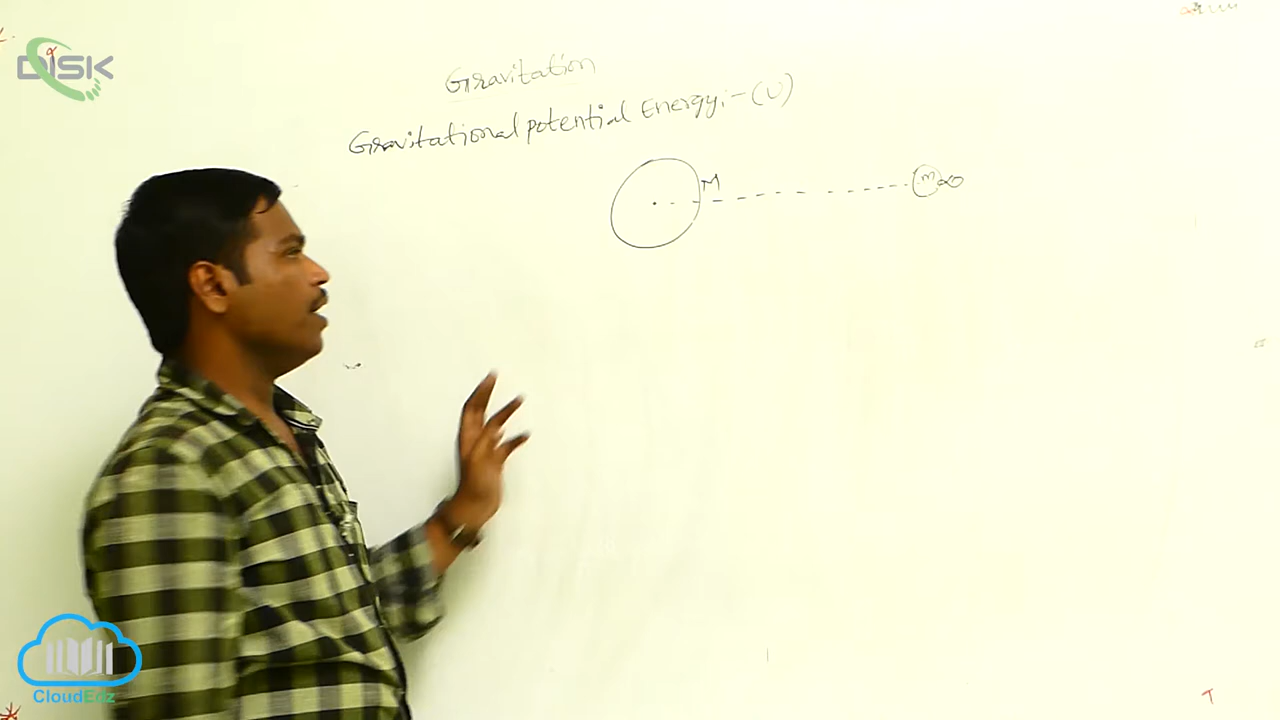 DISK
Gravitation
Gravitational potential Energy:- (U)
M
m ∞
CloudEdz